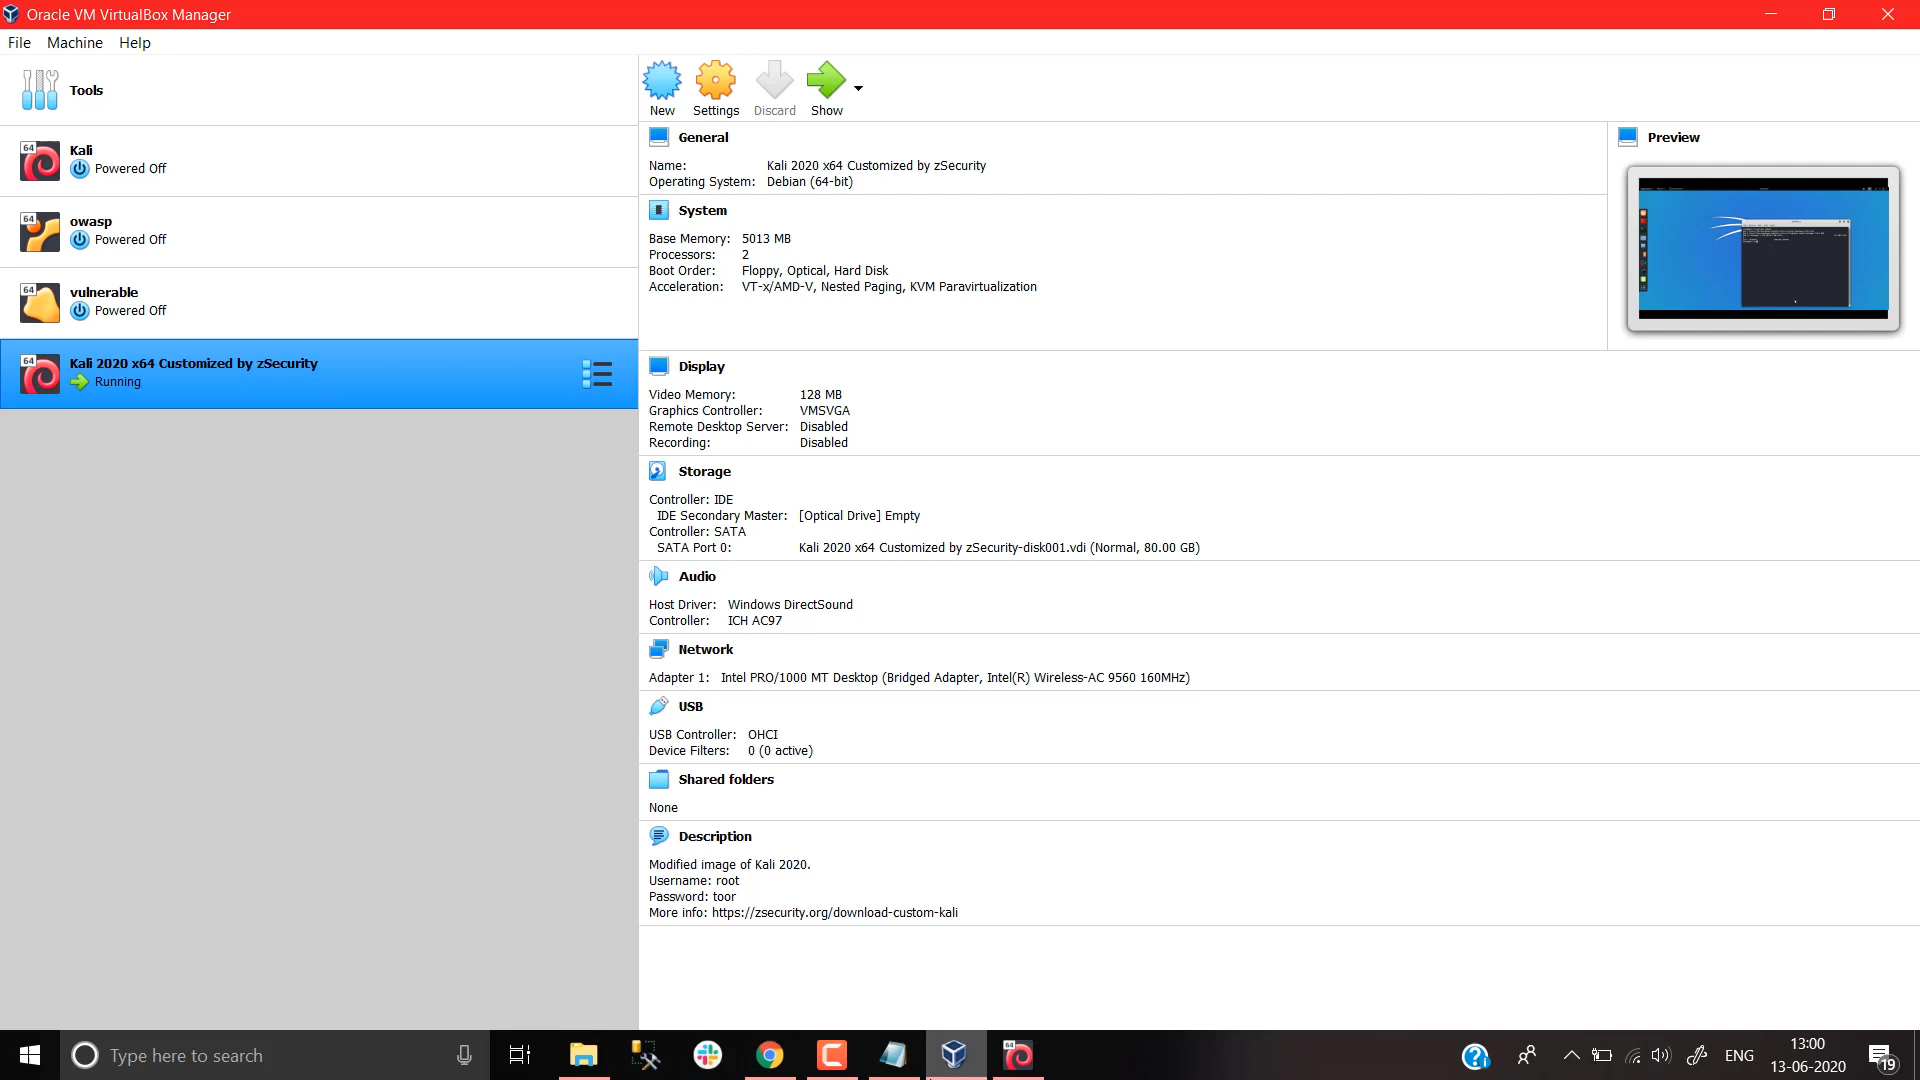 Oracle VM VirtualBox Manager
File Machine Help
Tools
New Settings Discard Show
64
Kali
Powered Off
64
owasp
Powered Off
64
vulnerable
Powered Off
64
Kali 2020 x64 Customized by zSecurity
Running
General
Name: Kali 2020 x64 Customized by zSecurity
Operating System: Debian (64-bit)
Preview
System
Base Memory: 5013 MB
Processors: 2
Boot Order: Floppy, Optical, Hard Disk
Acceleration: VT-x/AMD-V, Nested Paging, KVM Paravirtualization
Display
Video Memory: 128 MB
Graphics Controller: VMSVGA
Remote Desktop Server: Disabled
Recording: Disabled
Storage
Controller: IDE
IDE Secondary Master: [Optical Drive] Empty
Controller: SATA
SATA Port 0: Kali 2020 x64 Customized by zSecurity-disk001.vdi (Normal, 80.00 GB)
Audio
Host Driver: Windows DirectSound
Controller: ICH AC97
Network
Adapter 1: Intel PRO/1000 MT Desktop (Bridged Adapter, Intel(R) Wireless-AC 9560 160MHz)
USB
USB Controller: OHCI
Device Filters: 0 (0 active)
Shared folders
None
Description
Modified image of Kali 2020.
Username: root
Password: toor
More info: https://zsecurity.org/download-custom-kali
Type here to search
64
ENG
13:00
13-06-2020
19